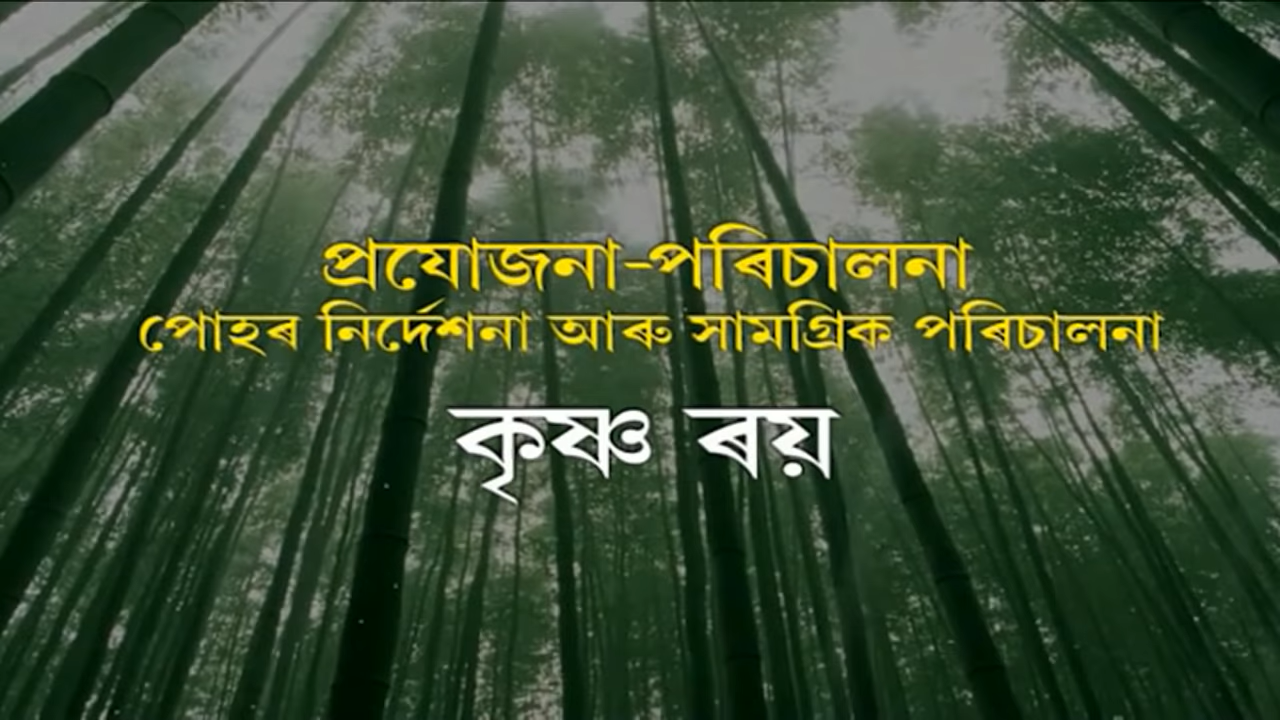 প্ৰযোজনা-পৰিচালনা
পোহৰ নিৰ্দেশনা আৰু সামগ্ৰিক পৰিচালনা
কৃষ্ণ ৰয়